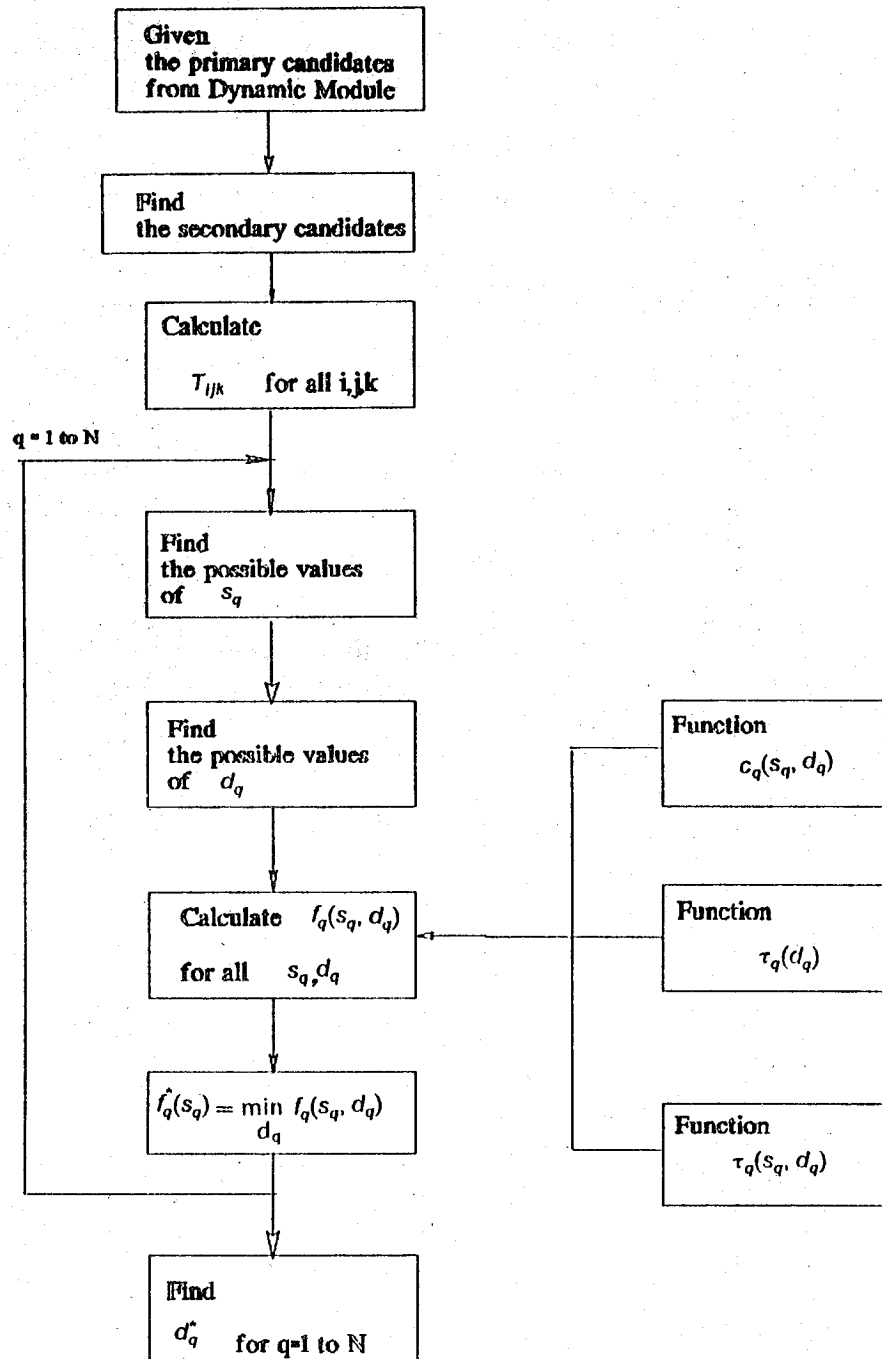 Given
the primary candidates
from Dynamic Module
Find
the secondary candidates
Calculate
T_{ijk} for all i,j,k
q = 1 to N
Find
the possible values
of s_q
Find
the possible values
of d_q
Calculate f_q(s_q, d_q)
for all s_q, d_q
f^*_q(s_q) = min f_q(s_q, d_q)
d_q
Find
d^*_q for q=1 to N
Function
c_q(s_q, d_q)
Function
τ_q(d_q)
Function
τ_q(s_q, d_q)